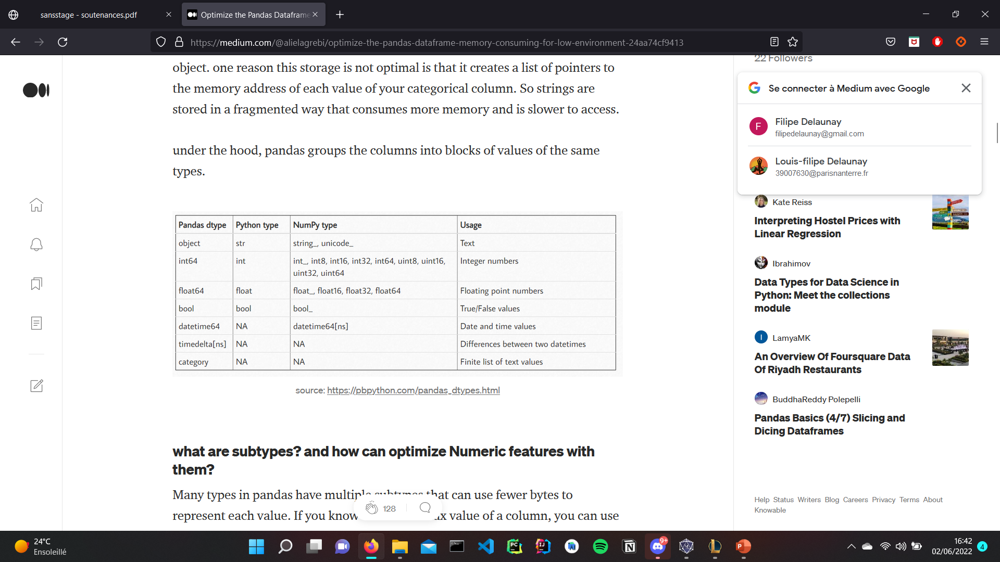 sansstage - soutenances.pdf
Optimize the Pandas Dataframe
https://medium.com/@alielagrebi/optimize-the-pandas-dataframe-memory-consuming-for-low-environment-24aa74cf9413
object. one reason this storage is not optimal is that it creates a list of pointers to
the memory address of each value of your categorical column. So strings are
stored in a fragmented way that consumes more memory and is slower to access.
under the hood, pandas groups the columns into blocks of values of the same
types.
Pandas dtype Python type NumPy type Usage
object str string_, unicode_ Text
int64 int int_, int8, int16, int32, int64, uint8, uint16, Integer numbers
uint32, uint64
float64 float float_, float16, float32, float64 Floating point numbers
bool bool bool_ True/False values
datetime64 NA datetime64[ns] Date and time values
timedelta[ns] NA NA Differences between two datetimes
category NA NA Finite list of text values
source: https://pbpython.com/pandas_dtypes.html
what are subtypes? and how can optimize Numeric features with
them?
Many types in pandas have multiple subtypes that can use fewer bytes to
represent each value. If you know value of a column, you can use
128
22 Followers
Se connecter à Medium avec Google
F
Filipe Delaunay
filipedelaunay@gmail.com
Louis-filipe Delaunay
39007630@parisnanterre.fr
Kate Reiss
Interpreting Hostel Prices with
Linear Regression
Ibrahimov
Data Types for Data Science in
Python: Meet the collections
module
LamyaMK
An Overview Of Foursquare Data
Of Riyadh Restaurants
BuddhaReddy Polepelli
Pandas Basics (4/7) Slicing and
Dicing Dataframes
Help Status Writers Blog Careers Privacy Terms About
Knowable
24°C
Ensoleillé
PC
IJ
N
9+
P
16:42
02/06/2022
4